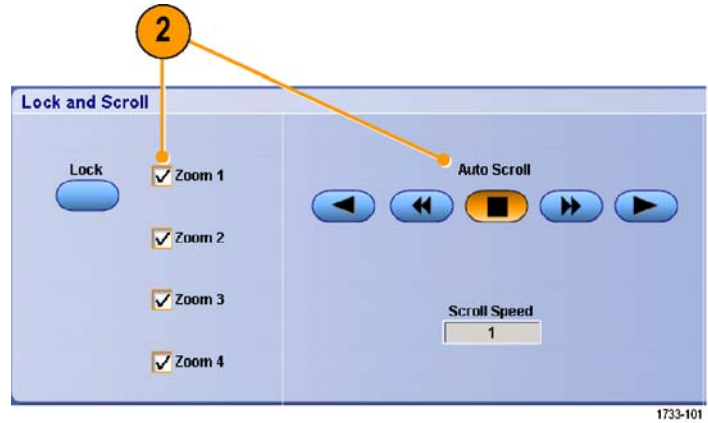 2
Lock and Scroll
Lock
Zoom 1
Auto Scroll
Zoom 2
Zoom 3
Scroll Speed
1
Zoom 4
1733-101